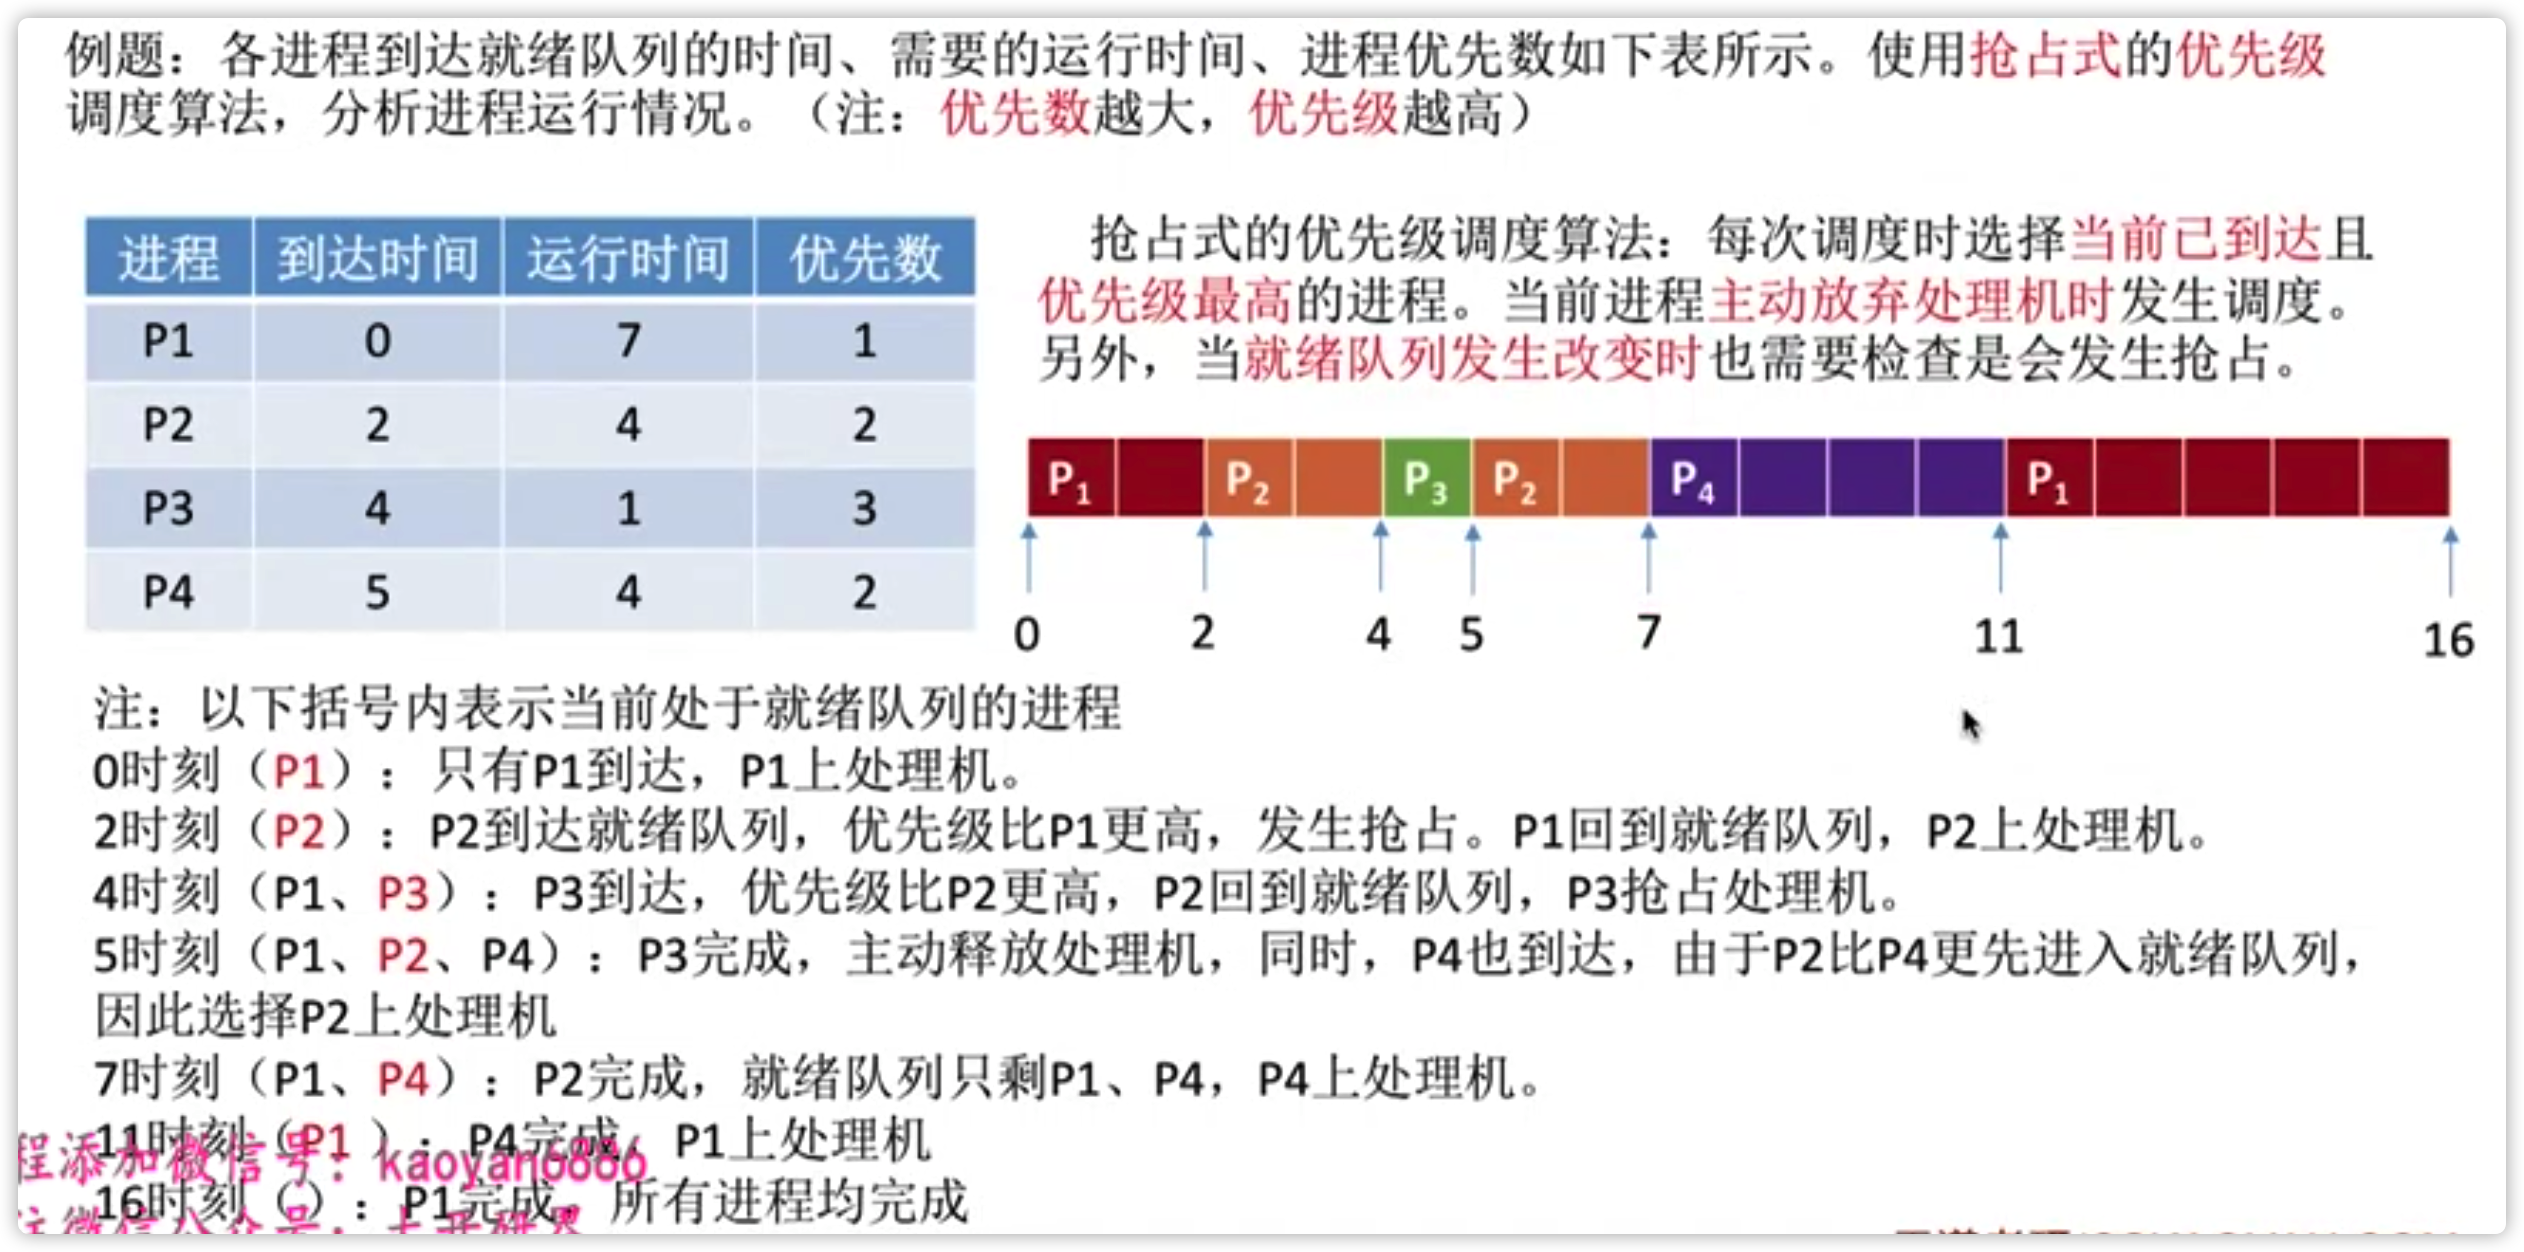 例题：各进程到达就绪队列的时间、需要的运行时间、进程优先数如下表所示。使用抢占式的优先级
调度算法，分析进程运行情况。（注：优先数越大，优先级越高）
进程 到达时间 运行时间 优先数
P1 0 7 1
P2 2 4 2
P3 4 1 3
P4 5 4 2
抢占式的优先级调度算法：每次调度时选择当前已到达且
优先级最高的进程。当前进程主动放弃处理机时发生调度。
另外，当就绪队列发生改变时也需要检查是会发生抢占。
P1 P2 P3 P2 P4 P1
0 2 4 5 7 11 16
注：以下括号内表示当前处于就绪队列的进程
0时刻（P1）：只有P1到达，P1上处理机。
2时刻（P2）：P2到达就绪队列，优先级比P1更高，发生抢占。P1回到就绪队列，P2上处理机。
4时刻（P1、P3）：P3到达，优先级比P2更高，P2回到就绪队列，P3抢占处理机。
5时刻（P1、P2、P4）：P3完成，主动释放处理机，同时，P4也到达，由于P2比P4更先进入就绪队列，
因此选择P2上处理机
7时刻（P1、P4）：P2完成，就绪队列只剩P1、P4，P4上处理机。
11时刻（P1 ）：P4完成，P1上处理机
程添加微信号：kaoyan6886
16时刻（）：P1完成，所有进程均完成